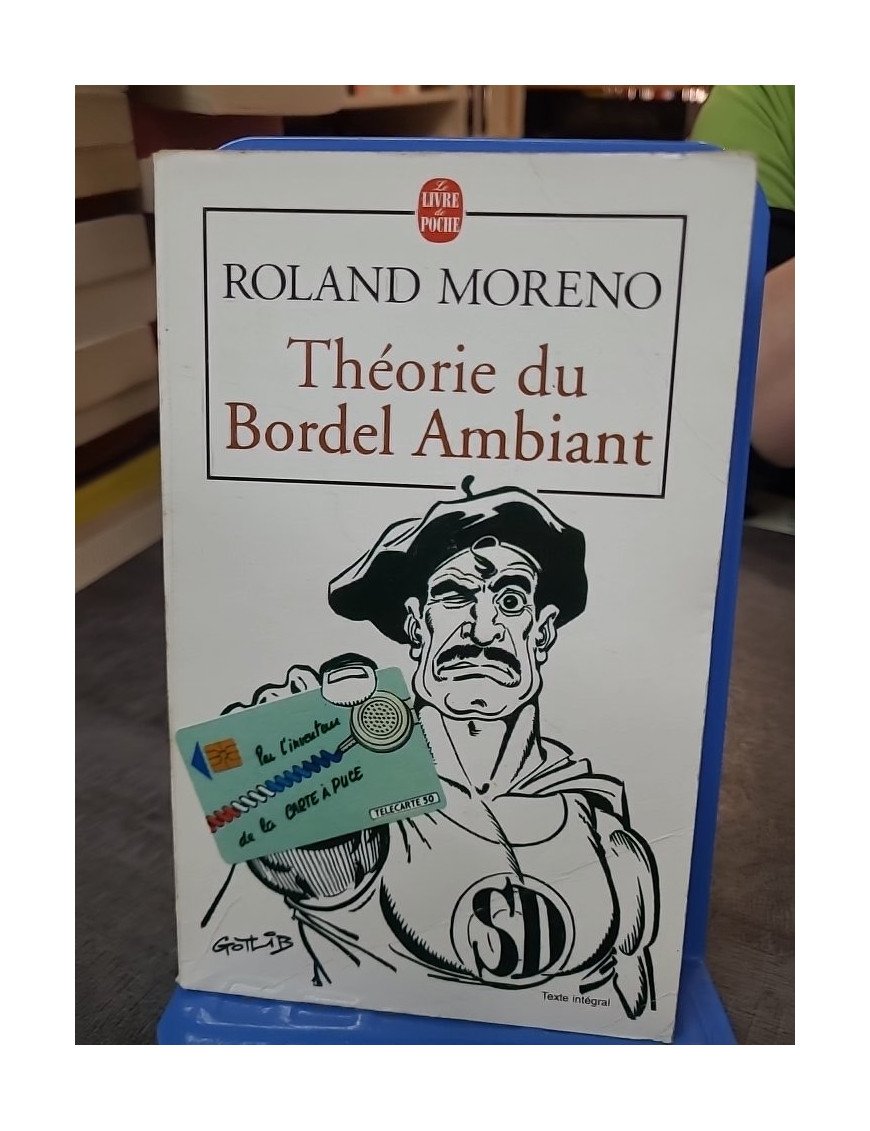 Le
LIVRE
de
POCHE
ROLAND MORENO
Théorie du
Bordel Ambiant
Par l'inventeur
de la CARTE À PUCE
TELECARTE 50
SD
GOTLIB
Texte intégral